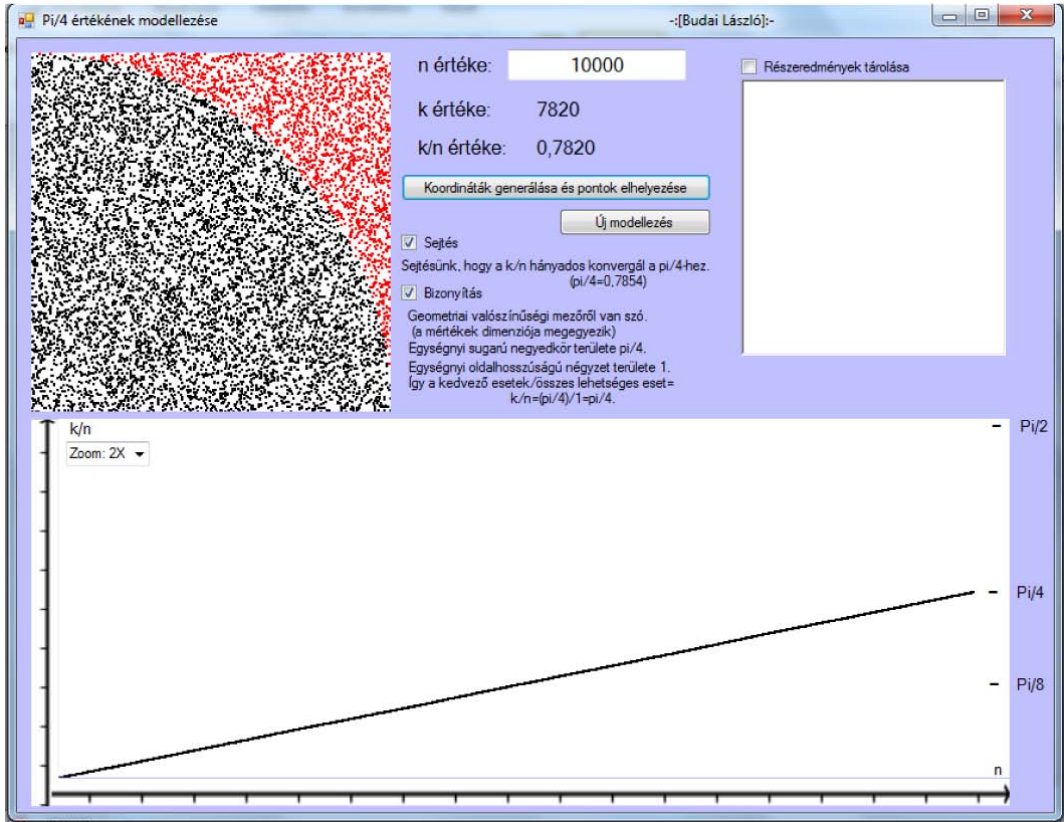 Pi/4 értékének modellezése
-:[Budai László]:-
n értéke:
10000
Részeredmények tárolása
k értéke:
7820
k/n értéke:
0,7820
Koordináták generálása és pontok elhelyezése
Új modellezés
Sejtés
Sejtésünk, hogy a k/n hányados konvergál a pi/4-hez.
(pi/4=0,7854)
Bizonyítás
Geometriai valószínűségi mezőről van szó.
(a mértékek dimenziója megegyezik)
Egységnyi sugarú negyedkör területe pi/4.
Egységnyi oldalhosszúságú négyzet területe 1.
Így a kedvező esetek/összes lehetséges eset=
k/n=(pi/4)/1=pi/4.
k/n
Zoom: 2X
Pi/2
Pi/4
Pi/8
n